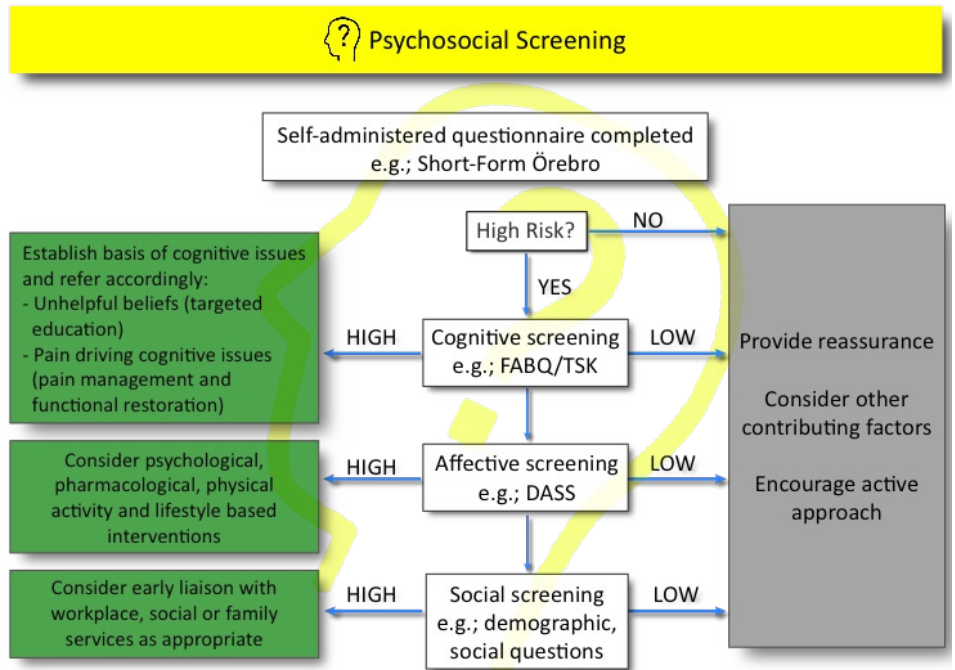 ? Psychosocial Screening
Self-administered questionnaire completed
e.g.; Short-Form Örebro
High Risk?
NO
YES
Establish basis of cognitive issues
and refer accordingly:
- Unhelpful beliefs (targeted
education)
- Pain driving cognitive issues
(pain management and
functional restoration)
HIGH
Cognitive screening
e.g.; FABQ/TSK
LOW
Provide reassurance
Consider other
contributing factors
Encourage active
approach
Consider psychological,
pharmacological, physical
activity and lifestyle based
interventions
HIGH
Affective screening
e.g.; DASS
LOW
Consider early liaison with
workplace, social or family
services as appropriate
HIGH
Social screening
e.g.; demographic,
social questions
LOW